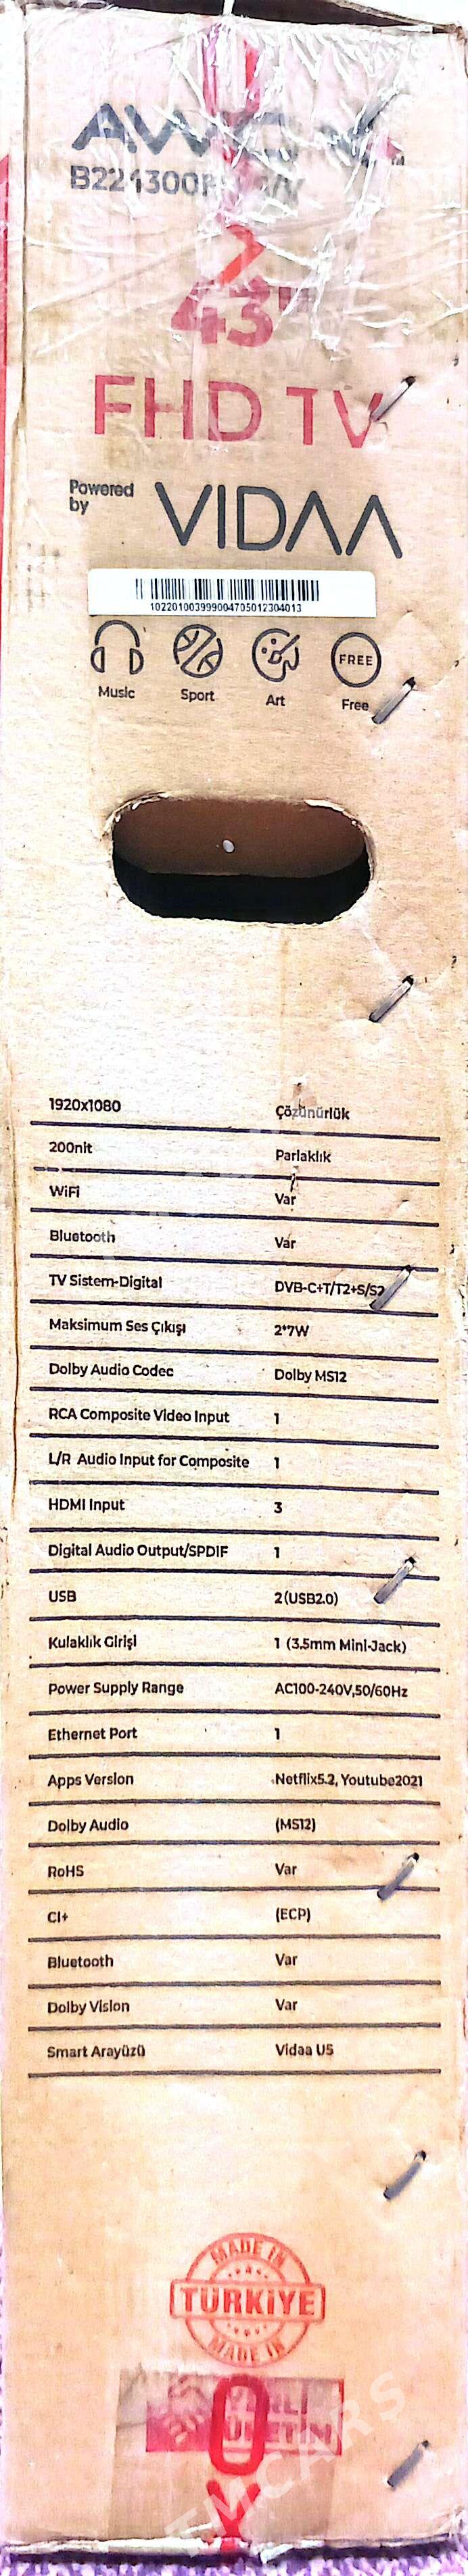 43"
FHD TV
Powered
by
VIDAA
102201003999004705012304013
FREE
Music Sport Art Free
1920x1080 Çözünürlük
200nit Parlaklık
WiFi Var
Bluetooth Var
TV Sistem-Digital DVB-C+T/T2+S/S2
Maksimum Ses Çıkışı 2*7W
Dolby Audio Codec Dolby MS12
RCA Composite Video Input 1
L/R Audio Input for Composite 1
HDMI Input 3
Digital Audio Output/SPDIF 1
USB 2(USB2.0)
Kulaklık Girişi 1 (3.5mm Mini-Jack)
Power Supply Range AC100-240V,50/60Hz
Ethernet Port 1
Apps Version Netflix5.2, Youtube2021
Dolby Audio (MS12)
RoHS Var
CI+ (ECP)
Bluetooth Var
Dolby Vision Var
Smart Arayüzü Vidaa U5
MADE IN
TÜRKİYE
MADE IN
TMCARS